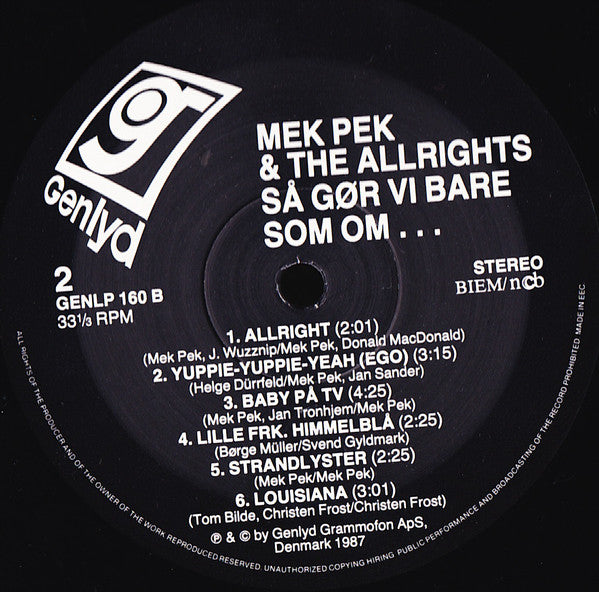 gr
Genlyd
MEK PEK
& THE ALLRIGHTS
SÅ GØR VI BARE
SOM OM . . .
2
GENLP 160 B
33⅓ RPM
STEREO
BIEM/ncb
1. ALLRIGHT (2:01)
(Mek Pek, J. Wuzznip/Mek Pek, Donald MacDonald)
2. YUPPIE-YUPPIE-YEAH (EGO) (3:15)
(Helge Dürrfeld/Mek Pek, Jan Sander)
3. BABY PÅ TV (4:25)
(Mek Pek, Jan Tronhjem/Mek Pek)
4. LILLE FRK. HIMMELBLÅ (2:25)
(Børge Müller/Svend Gyldmark)
5. STRANDLYSTER (2:25)
(Mek Pek/Mek Pek)
6. LOUISIANA (3:01)
(Tom Bilde, Christen Frost/Christen Frost)
℗ & © by Genlyd Grammofon ApS,
Denmark 1987
ALL RIGHTS OF THE PRODUCER AND OF THE OWNER OF THE WORK REPRODUCED RESERVED. UNAUTHORIZED COPYING HIRING PUBLIC PERFORMANCE AND BROADCASTING OF THE RECORD PROHIBITED. MADE IN EEC